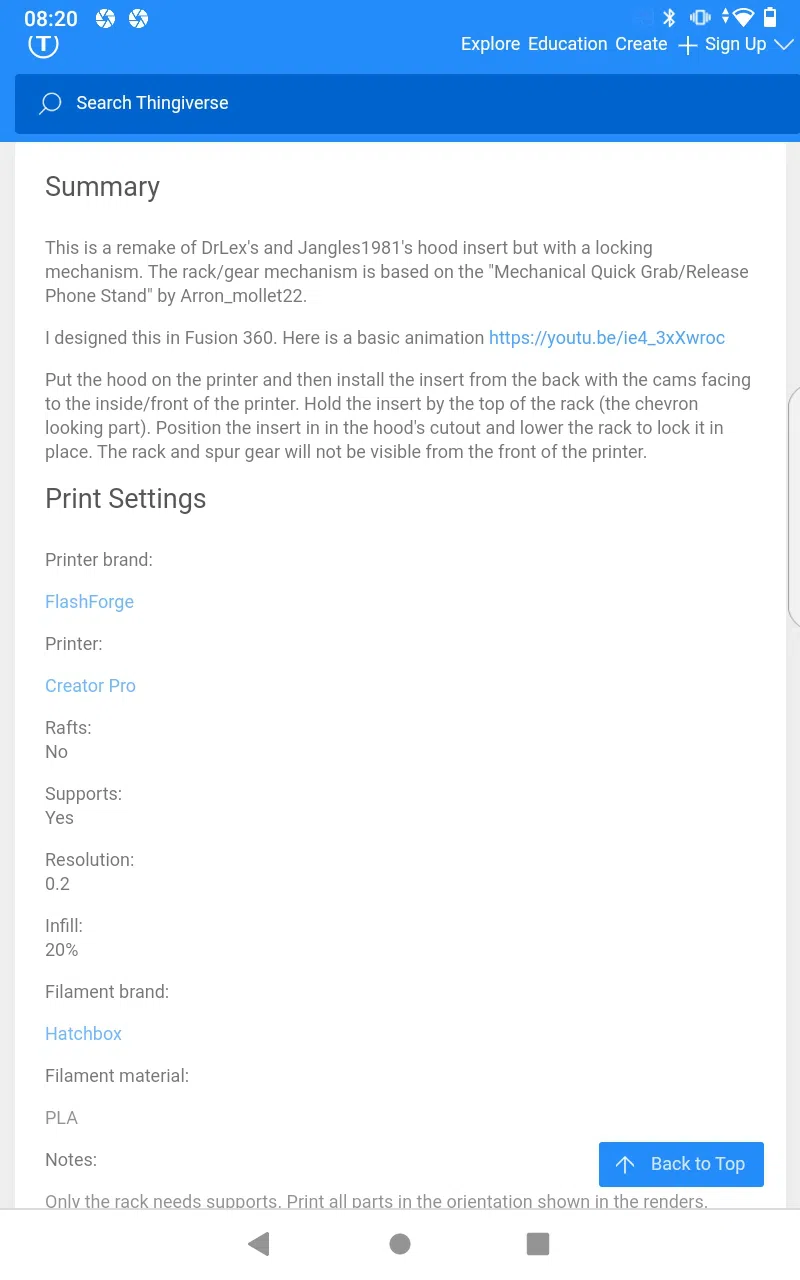 08:20
T
Explore Education Create Sign Up
Search Thingiverse
Summary
This is a remake of DrLex's and Jangles1981's hood insert but with a locking
mechanism. The rack/gear mechanism is based on the "Mechanical Quick Grab/Release
Phone Stand" by Arron_mollet22.
I designed this in Fusion 360. Here is a basic animation https://youtu.be/ie4_3xXwroc
Put the hood on the printer and then install the insert from the back with the cams facing
to the inside/front of the printer. Hold the insert by the top of the rack (the chevron
looking part). Position the insert in in the hood's cutout and lower the rack to lock it in
place. The rack and spur gear will not be visible from the front of the printer.
Print Settings
Printer brand:
FlashForge
Printer:
Creator Pro
Rafts:
No
Supports:
Yes
Resolution:
0.2
Infill:
20%
Filament brand:
Hatchbox
Filament material:
PLA
Notes:
Back to Top
Only the rack needs supports. Print all parts in the orientation shown in the renders.